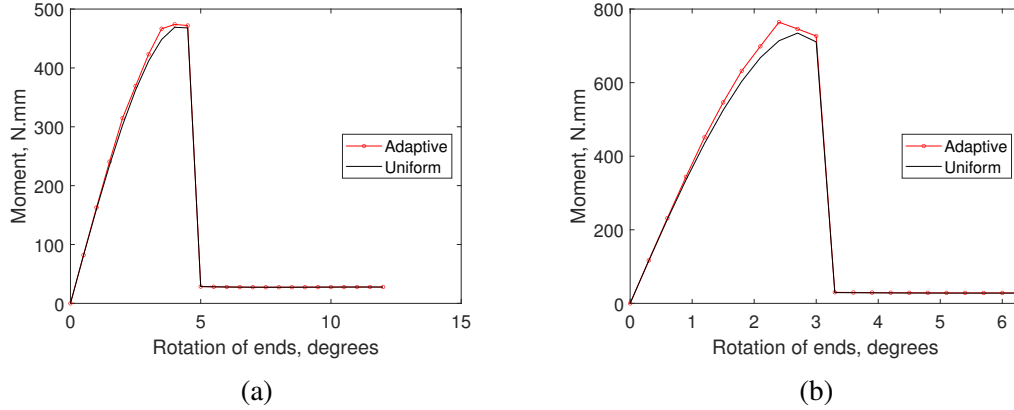 500
400
300
200
100
0
Moment, N.mm
Adaptive
Uniform
0 5 10 15
Rotation of ends, degrees
(a)
800
600
400
200
0
Moment, N.mm
Adaptive
Uniform
0 1 2 3 4 5 6
Rotation of ends, degrees
(b)